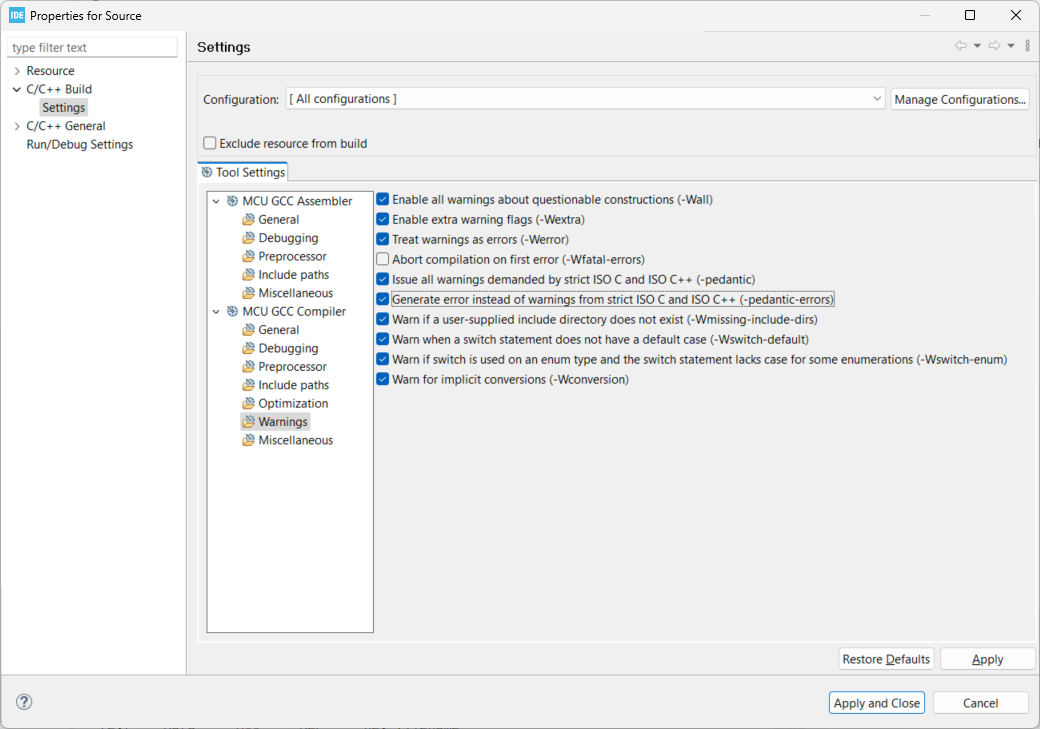 IDE Properties for Source
type filter text
Resource
C/C++ Build
Settings
C/C++ General
Run/Debug Settings
Settings
Configuration: [ All configurations ] Manage Configurations...
Exclude resource from build
Tool Settings
MCU GCC Assembler
General
Debugging
Preprocessor
Include paths
Miscellaneous
MCU GCC Compiler
General
Debugging
Preprocessor
Include paths
Optimization
Warnings
Miscellaneous
Enable all warnings about questionable constructions (-Wall)
Enable extra warning flags (-Wextra)
Treat warnings as errors (-Werror)
Abort compilation on first error (-Wfatal-errors)
Issue all warnings demanded by strict ISO C and ISO C++ (-pedantic)
Generate error instead of warnings from strict ISO C and ISO C++ (-pedantic-errors)
Warn if a user-supplied include directory does not exist (-Wmissing-include-dirs)
Warn when a switch statement does not have a default case (-Wswitch-default)
Warn if switch is used on an enum type and the switch statement lacks case for some enumerations (-Wswitch-enum)
Warn for implicit conversions (-Wconversion)
Restore Defaults Apply
? Apply and Close Cancel